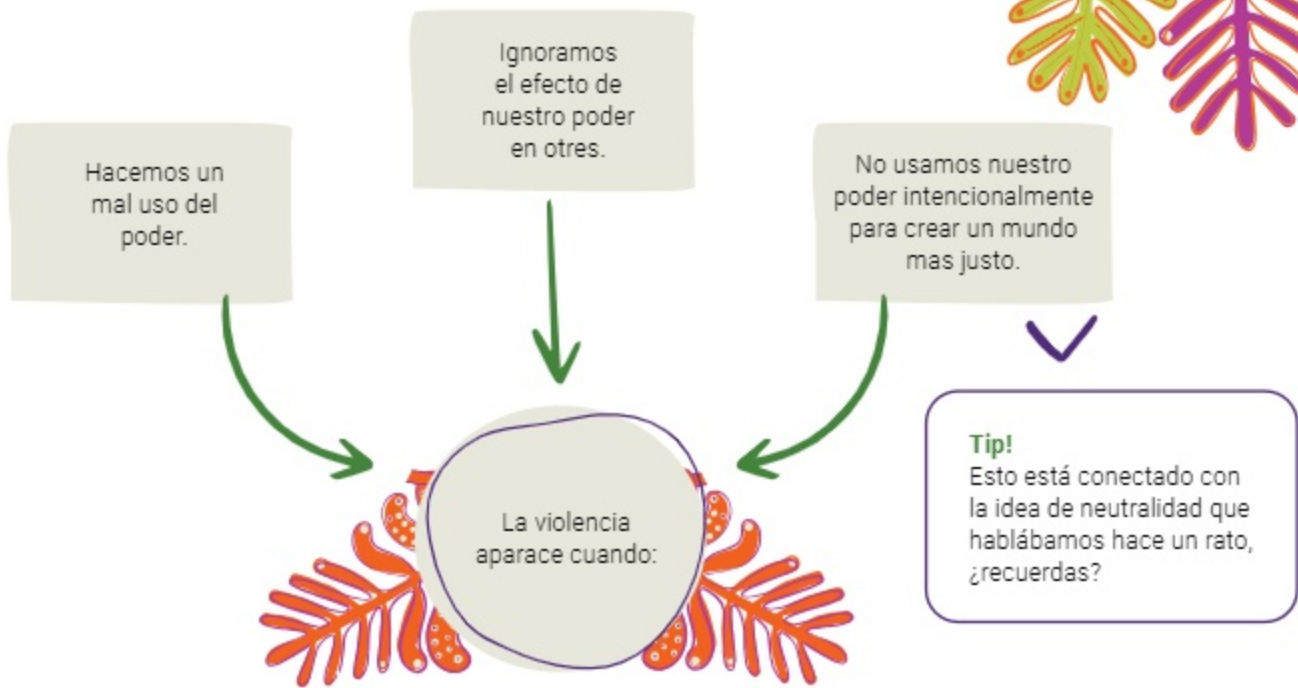 Ignoramos
el efecto de
nuestro poder
en otres.
Hacemos un
mal uso del
poder.
No usamos nuestro
poder intencionalmente
para crear un mundo
mas justo.
La violencia
aparace cuando:
Tip!
Esto está conectado con
la idea de neutralidad que
hablábamos hace un rato,
¿recuerdas?